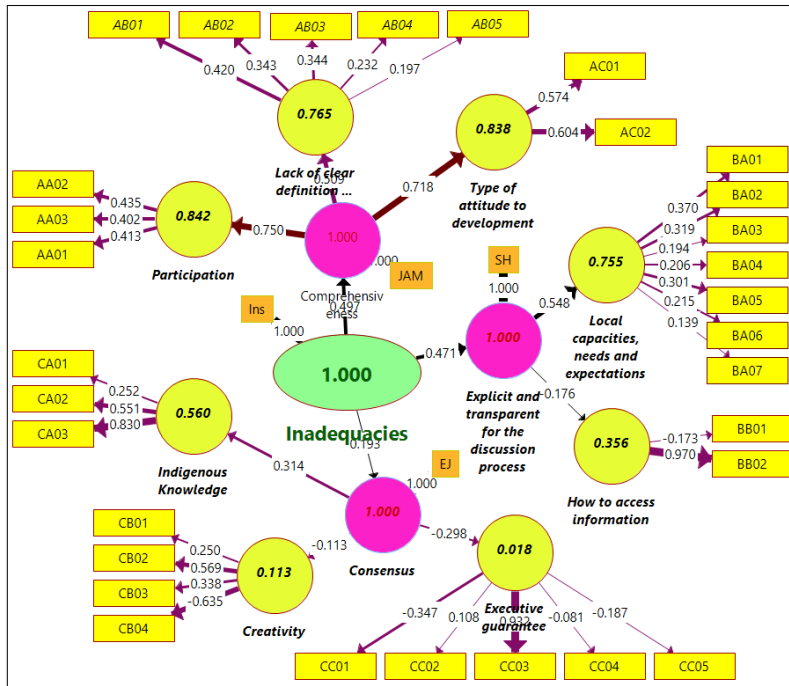 AB01
AB02
AB03
AB04
AB05
0.420
0.343
0.344
0.232
0.197
0.765
Lack of clear
definition ...
AC01
AC02
0.574
0.604
0.838
Type of
attitude to
development
0.718
AA02
AA03
AA01
0.435
0.402
0.413
0.842
Participation
0.750
1.000
JAM
Comprehensiv
eness
0.497
Ins
1.000
1.000
Inadequacies
SH
1.000
0.471
1.000
Explicit and
transparent
for the
discussion
process
0.548
0.755
Local
capacities,
needs and
expectations
BA01
BA02
BA03
BA04
BA05
BA06
BA07
0.370
0.319
0.194
0.206
0.301
0.215
0.139
-0.176
0.356
How to access
information
BB01
BB02
-0.173
0.970
0.193
EJ
1.000
1.000
Consensus
0.314
0.560
Indigenous
Knowledge
CA01
CA02
CA03
0.252
0.551
0.830
-0.113
0.113
Creativity
CB01
CB02
CB03
CB04
0.250
0.569
0.338
-0.635
-0.298
0.018
Executive
guarantee
-0.347
0.108
0.932
-0.081
-0.187
CC01
CC02
CC03
CC04
CC05